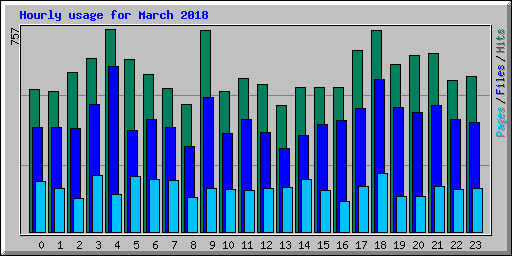 Hourly usage for March 2018
757
Pages/Files/Hits
0 1 2 3 4 5 6 7 8 9 10 11 12 13 14 15 16 17 18 19 20 21 22 23